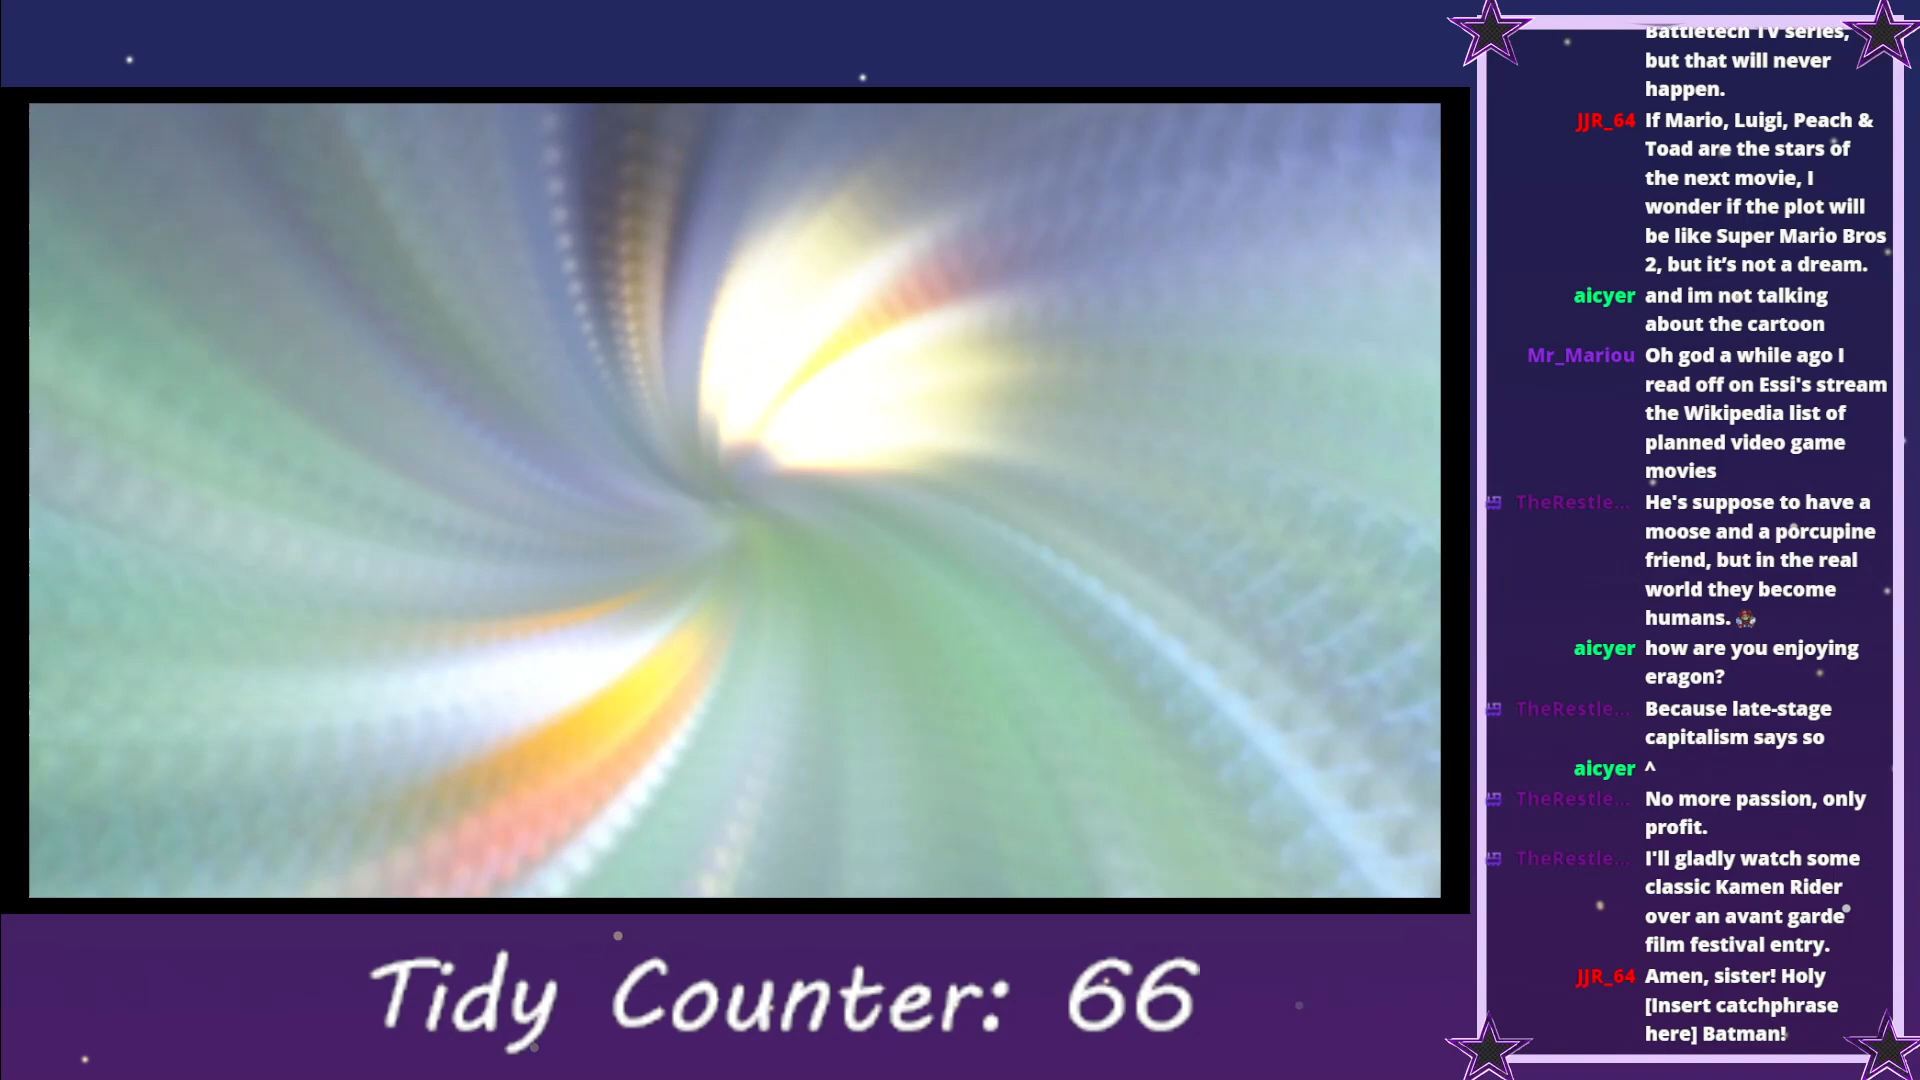 Battletech TV series,
but that will never
happen.
JJR_64 If Mario, Luigi, Peach &
Toad are the stars of
the next movie, I
wonder if the plot will
be like Super Mario Bros
2, but it’s not a dream.
aicyer and im not talking
about the cartoon
Mr_Mariou Oh god a while ago I
read off on Essi's stream
the Wikipedia list of
planned video game
movies
TheRestle... He's suppose to have a
moose and a porcupine
friend, but in the real
world they become
humans.
aicyer how are you enjoying
eragon?
TheRestle... Because late-stage
capitalism says so
aicyer ^
TheRestle... No more passion, only
profit.
TheRestle... I'll gladly watch some
classic Kamen Rider
over an avant garde
film festival entry.
JJR_64 Amen, sister! Holy
[Insert catchphrase
here] Batman!
Tidy Counter: 66